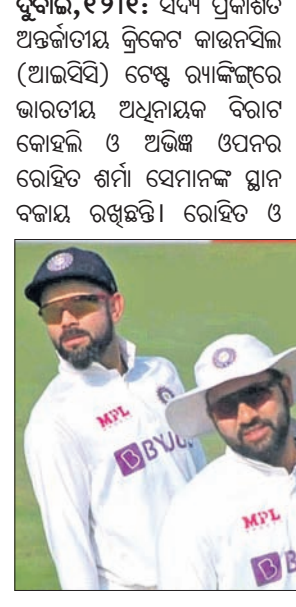 ଦୁବାଇ,୧୨।୧: ସଦ୍ୟ ପ୍ରକାଶିତ
ଅନ୍ତର୍ଜାତୀୟ କ୍ରିକେଟ କାଉନସିଲ
(ଆଇସିସି) ଟେଷ୍ଟ ର‌୍ୟାଙ୍କିଙ୍ଗ୍‌ରେ
ଭାରତୀୟ ଅଧିନାୟକ ବିରାଟ
କୋହଲି ଓ ଅଭିଜ୍ଞ ଓପନର
ରୋହିତ ଶର୍ମା ସେମାନଙ୍କ ସ୍ଥାନ
ବଜାୟ ରଖିଛନ୍ତି। ରୋହିତ ଓ
MPL
BYJU
MPL
B